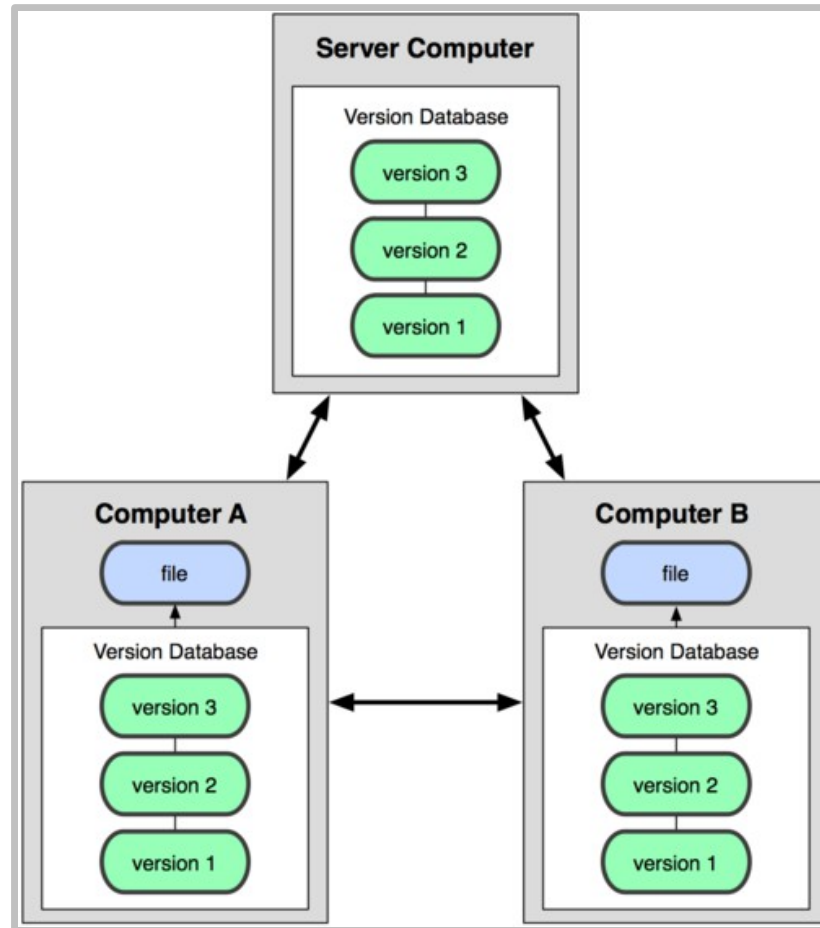 Server Computer
Version Database
version 3
version 2
version 1
Computer A
file
Version Database
version 3
version 2
version 1
Computer B
file
Version Database
version 3
version 2
version 1